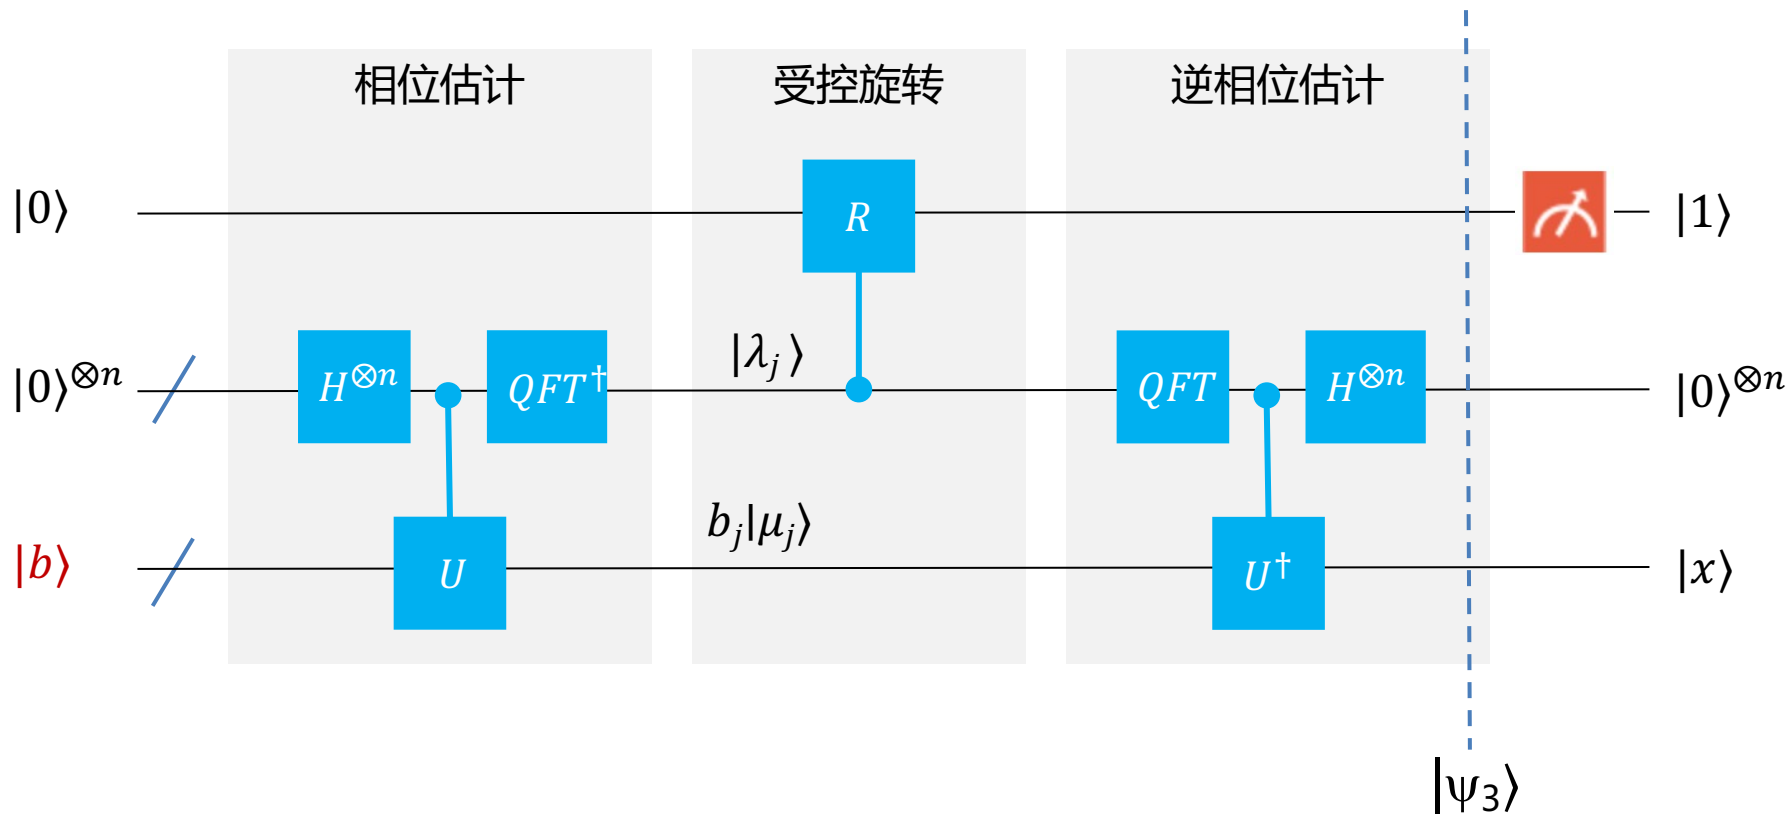 相位估计 受控旋转 逆相位估计
|0⟩ R |1⟩
|λⱼ⟩
|0⟩^{⊗n} H^{⊗n} QFT^† QFT H^{⊗n} |0⟩^{⊗n}
bⱼ|μⱼ⟩
|b⟩ U U^† |x⟩
|ψ₃⟩